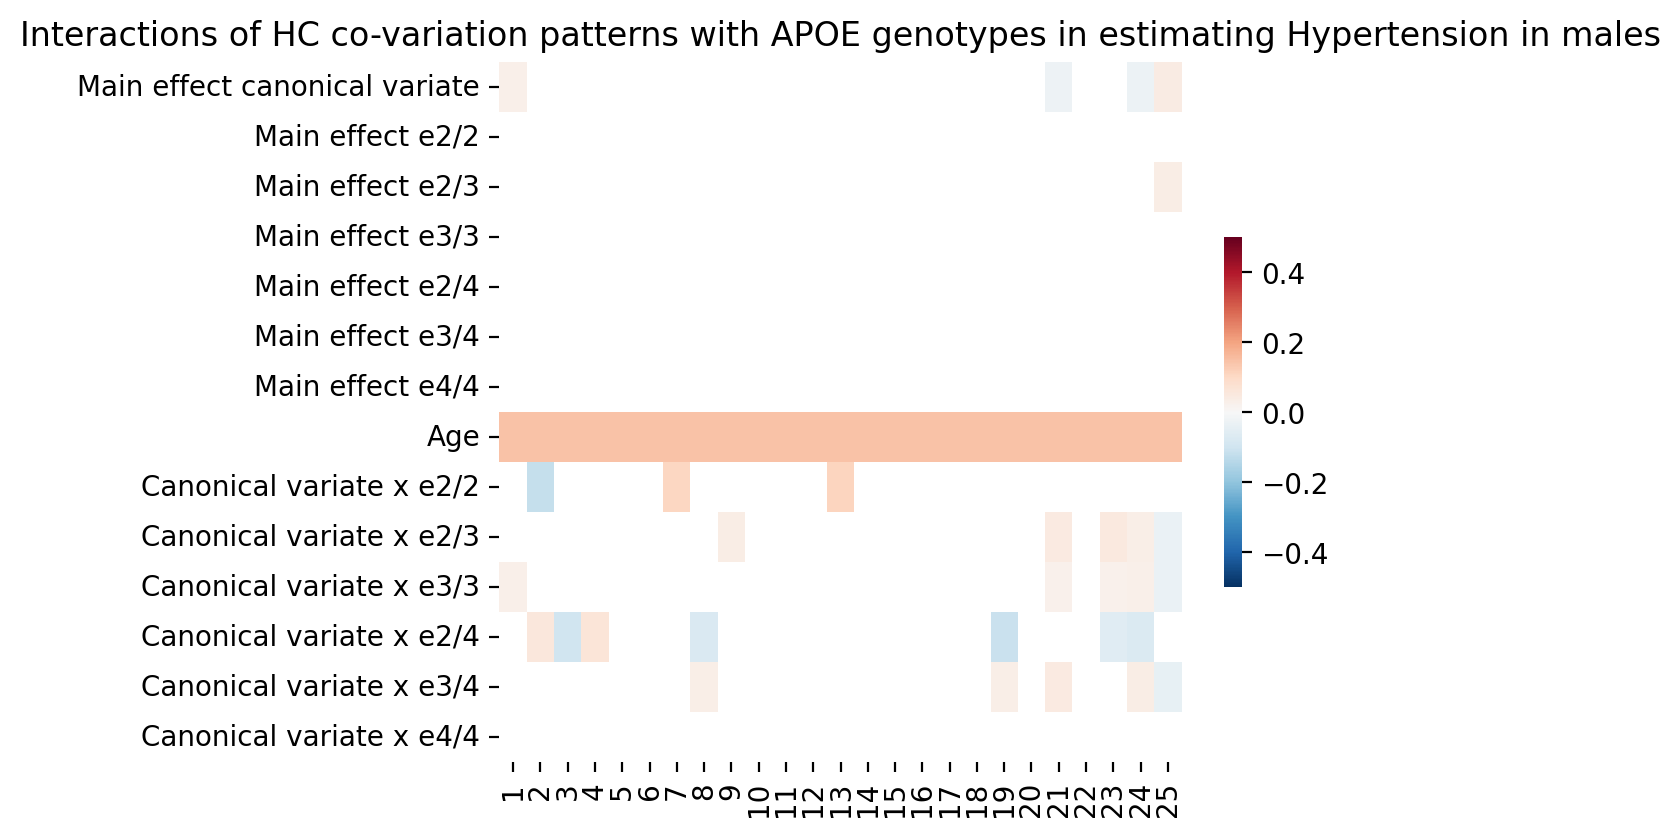 Interactions of HC co-variation patterns with APOE genotypes in estimating Hypertension in males
Main effect canonical variate
Main effect e2/2
Main effect e2/3
Main effect e3/3
Main effect e2/4
Main effect e3/4
Main effect e4/4
Age
Canonical variate x e2/2
Canonical variate x e2/3
Canonical variate x e3/3
Canonical variate x e2/4
Canonical variate x e3/4
Canonical variate x e4/4
1 2 3 4 5 6 7 8 9 10 11 12 13 14 15 16 17 18 19 20 21 22 23 24 25
0.4
0.2
0.0
−0.2
−0.4